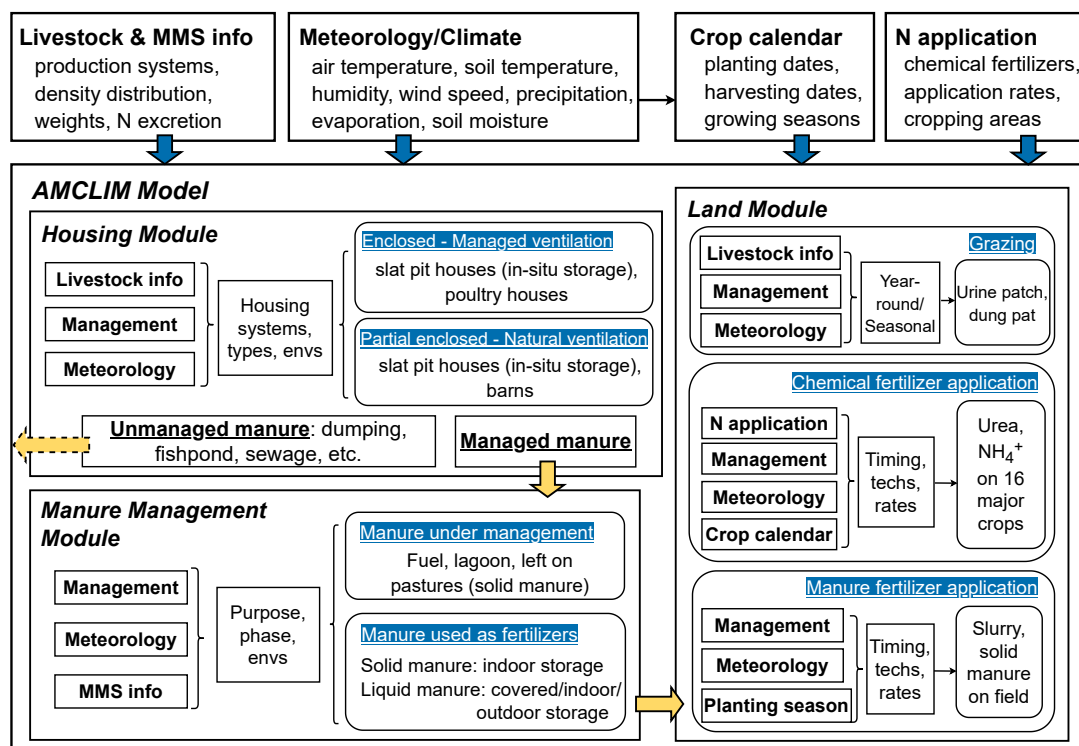 Livestock & MMS info
production systems,
density distribution,
weights, N excretion
Meteorology/Climate
air temperature, soil temperature,
humidity, wind speed, precipitation,
evaporation, soil moisture
Crop calendar
planting dates,
harvesting dates,
growing seasons
N application
chemical fertilizers,
application rates,
cropping areas
AMCLIM Model
Housing Module
Livestock info
Management
Meteorology
Housing
systems,
types, envs
Enclosed - Managed ventilation
slat pit houses (in-situ storage),
poultry houses
Partial enclosed - Natural ventilation
slat pit houses (in-situ storage),
barns
Unmanaged manure: dumping,
fishpond, sewage, etc.
Managed manure
Manure Management
Module
Management
Meteorology
MMS info
Purpose,
phase,
envs
Manure under management
Fuel, lagoon, left on
pastures (solid manure)
Manure used as fertilizers
Solid manure: indoor storage
Liquid manure: covered/indoor/
outdoor storage
Land Module
Grazing
Livestock info
Management
Meteorology
Year-
round/
Seasonal
Urine patch,
dung pat
Chemical fertilizer application
N application
Management
Meteorology
Crop calendar
Timing,
techs,
rates
Urea,
NH₄⁺
on 16
major
crops
Manure fertilizer application
Management
Meteorology
Planting season
Timing,
techs,
rates
Slurry,
solid
manure
on field